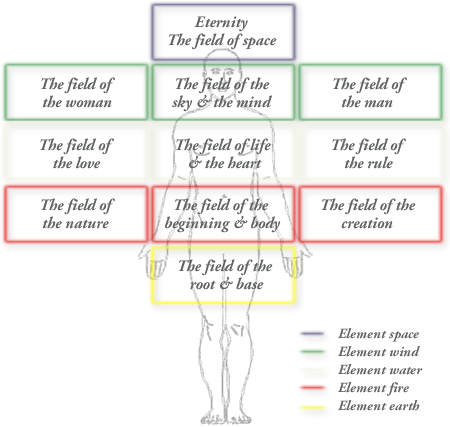 Eternity
The field of space
The field of
the woman
The field of the
sky & the mind
The field of
the man
The field of
the love
The field of life
& the heart
The field of
the rule
The field of
the nature
The field of the
beginning & body
The field of the
creation
The field of the
root & base
Element space
Element wind
Element water
Element fire
Element earth